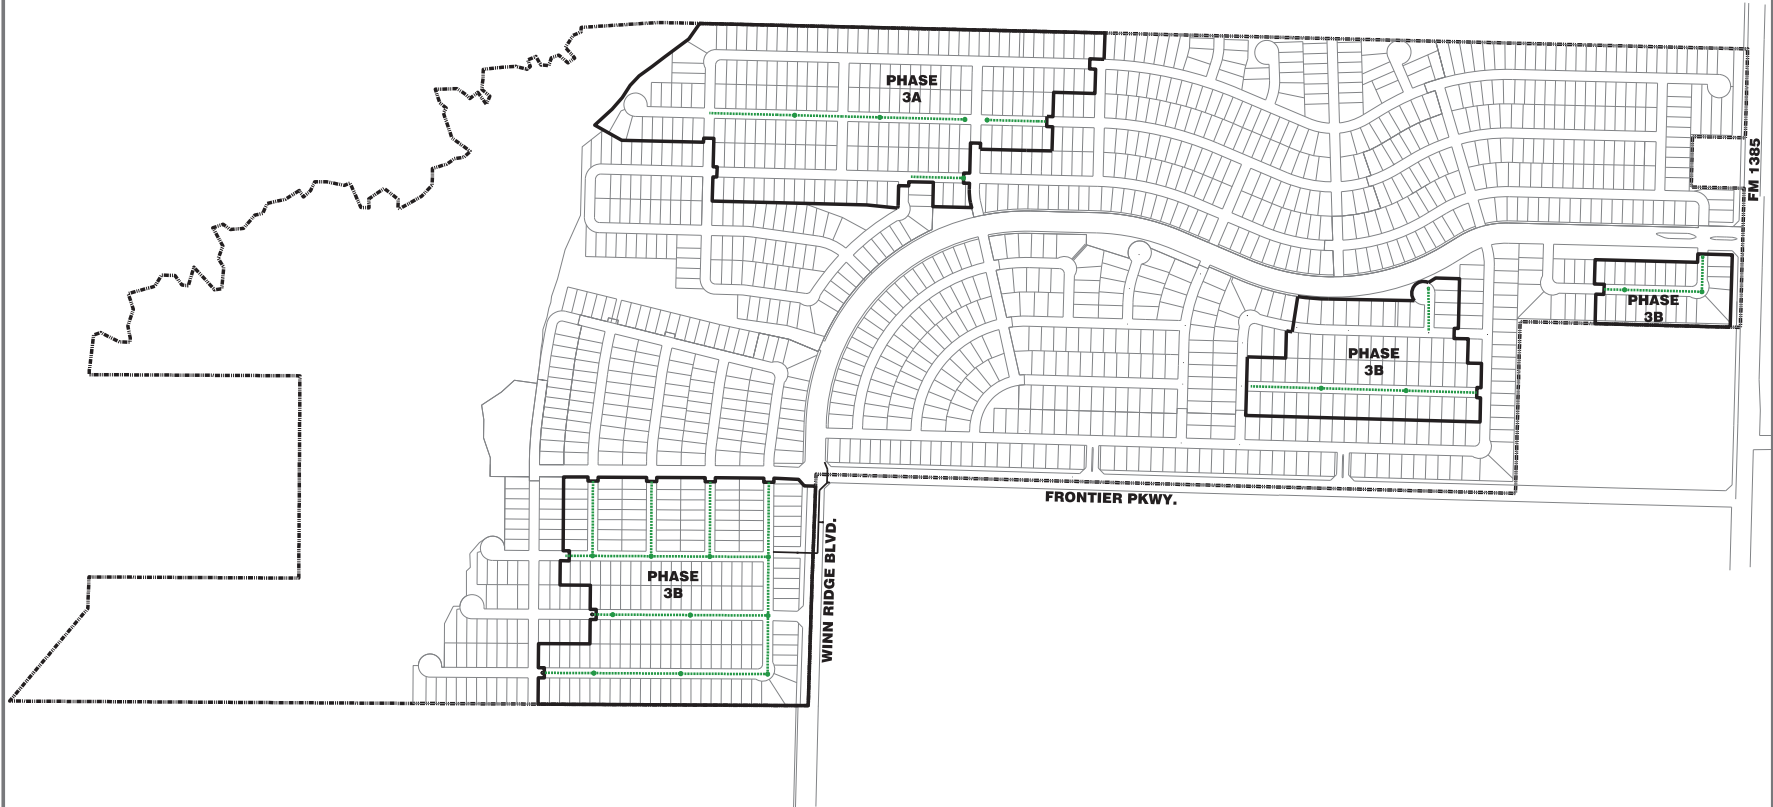 PHASE
3A
FM 1385
PHASE
3B
PHASE
3B
FRONTIER PKWY.
WINN RIDGE BLVD.
PHASE
3B